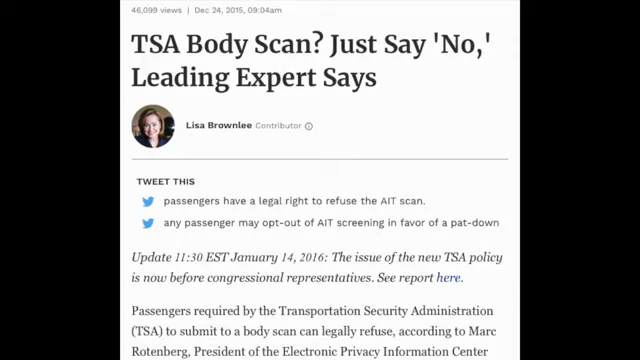 46,099 views | Dec 24, 2015, 09:04am
TSA Body Scan? Just Say 'No,'
Leading Expert Says
Lisa Brownlee Contributor
TWEET THIS
passengers have a legal right to refuse the AIT scan.
any passenger may opt-out of AIT screening in favor of a pat-down
Update 11:30 EST January 14, 2016: The issue of the new TSA policy
is now before congressional representatives. See report here.
Passengers required by the Transportation Security Administration
(TSA) to submit to a body scan can legally refuse, according to Marc
Rotenberg, President of the Electronic Privacy Information Center